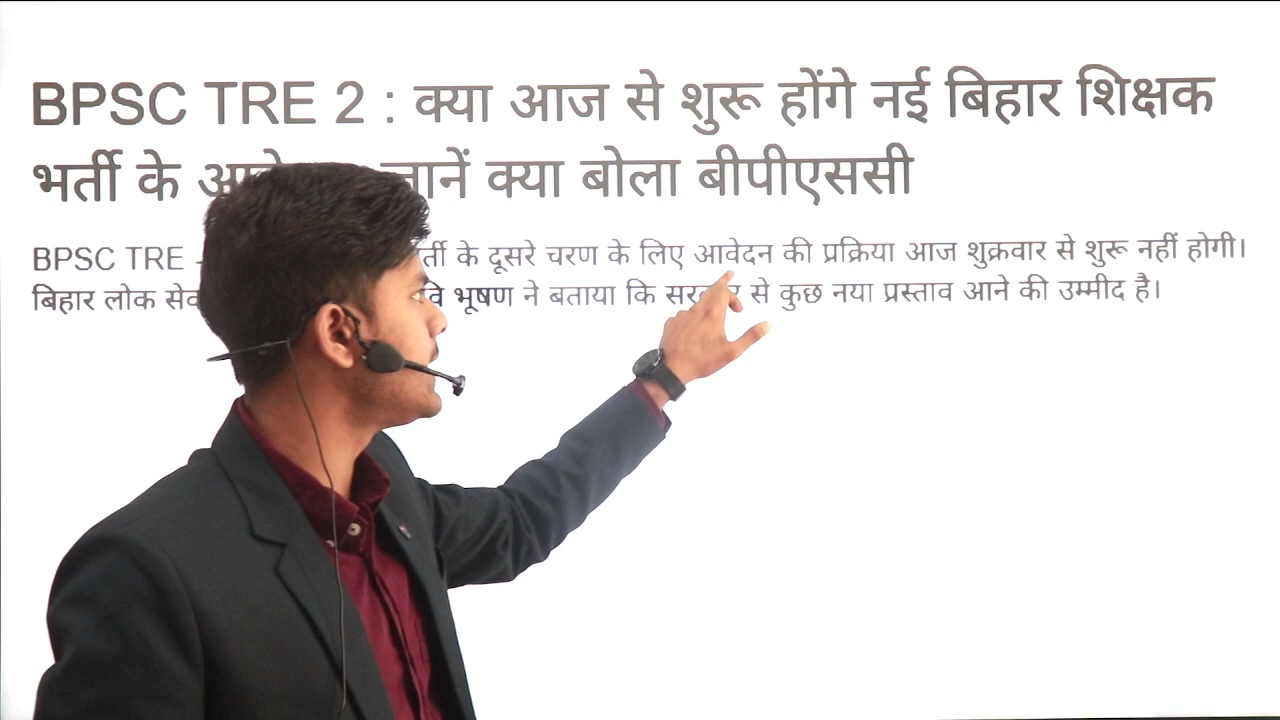 BPSC TRE 2 : क्या आज से शुरू होंगे नई बिहार शिक्षक
भर्ती के क्या बोला बीपीएससी
BPSC TRE के दूसरे चरण के लिए आवेदन की प्रक्रिया आज शुक्रवार से शुरू नहीं होगी।
बिहार लोक भूषण ने बताया कि से कुछ नया प्रस्ताव आने की उम्मीद है।